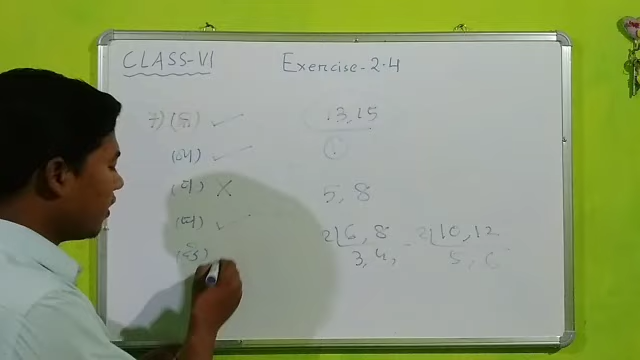 CLASS-VI Exercise-2.4
7) (ক) ✓ 13, 15
(খ) ✓ 1
(গ) X 5, 8
(ঘ) ✓ 2 6, 8 2 10, 12
(ঙ) 3, 4, 5, 6